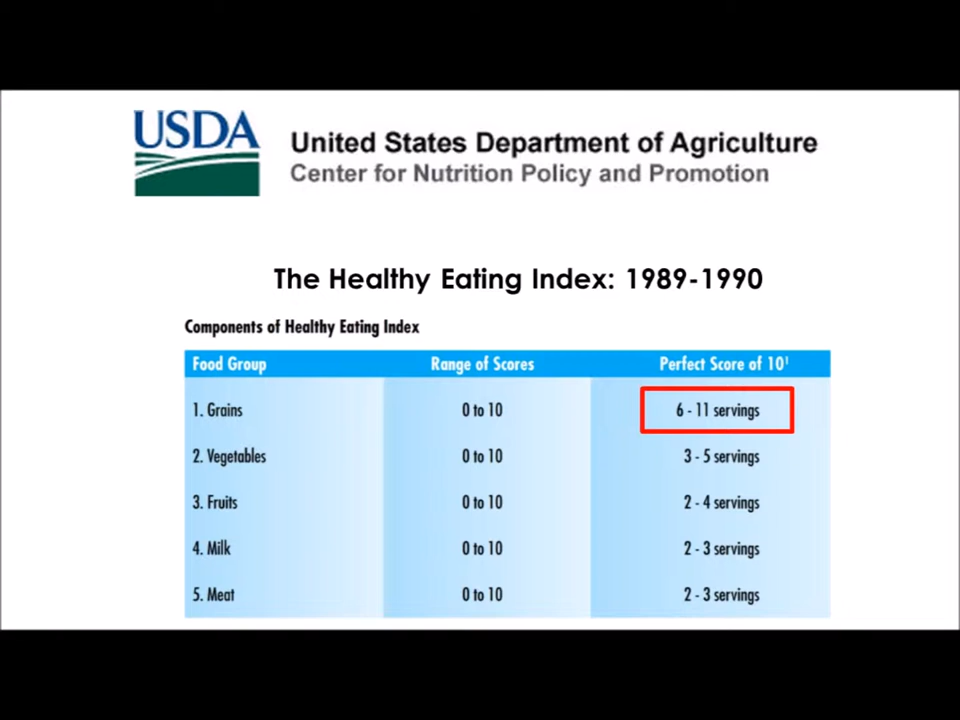 USDA
United States Department of Agriculture
Center for Nutrition Policy and Promotion
The Healthy Eating Index: 1989-1990
Components of Healthy Eating Index
Food Group Range of Scores Perfect Score of 10¹
1. Grains 0 to 10 6 - 11 servings
2. Vegetables 0 to 10 3 - 5 servings
3. Fruits 0 to 10 2 - 4 servings
4. Milk 0 to 10 2 - 3 servings
5. Meat 0 to 10 2 - 3 servings